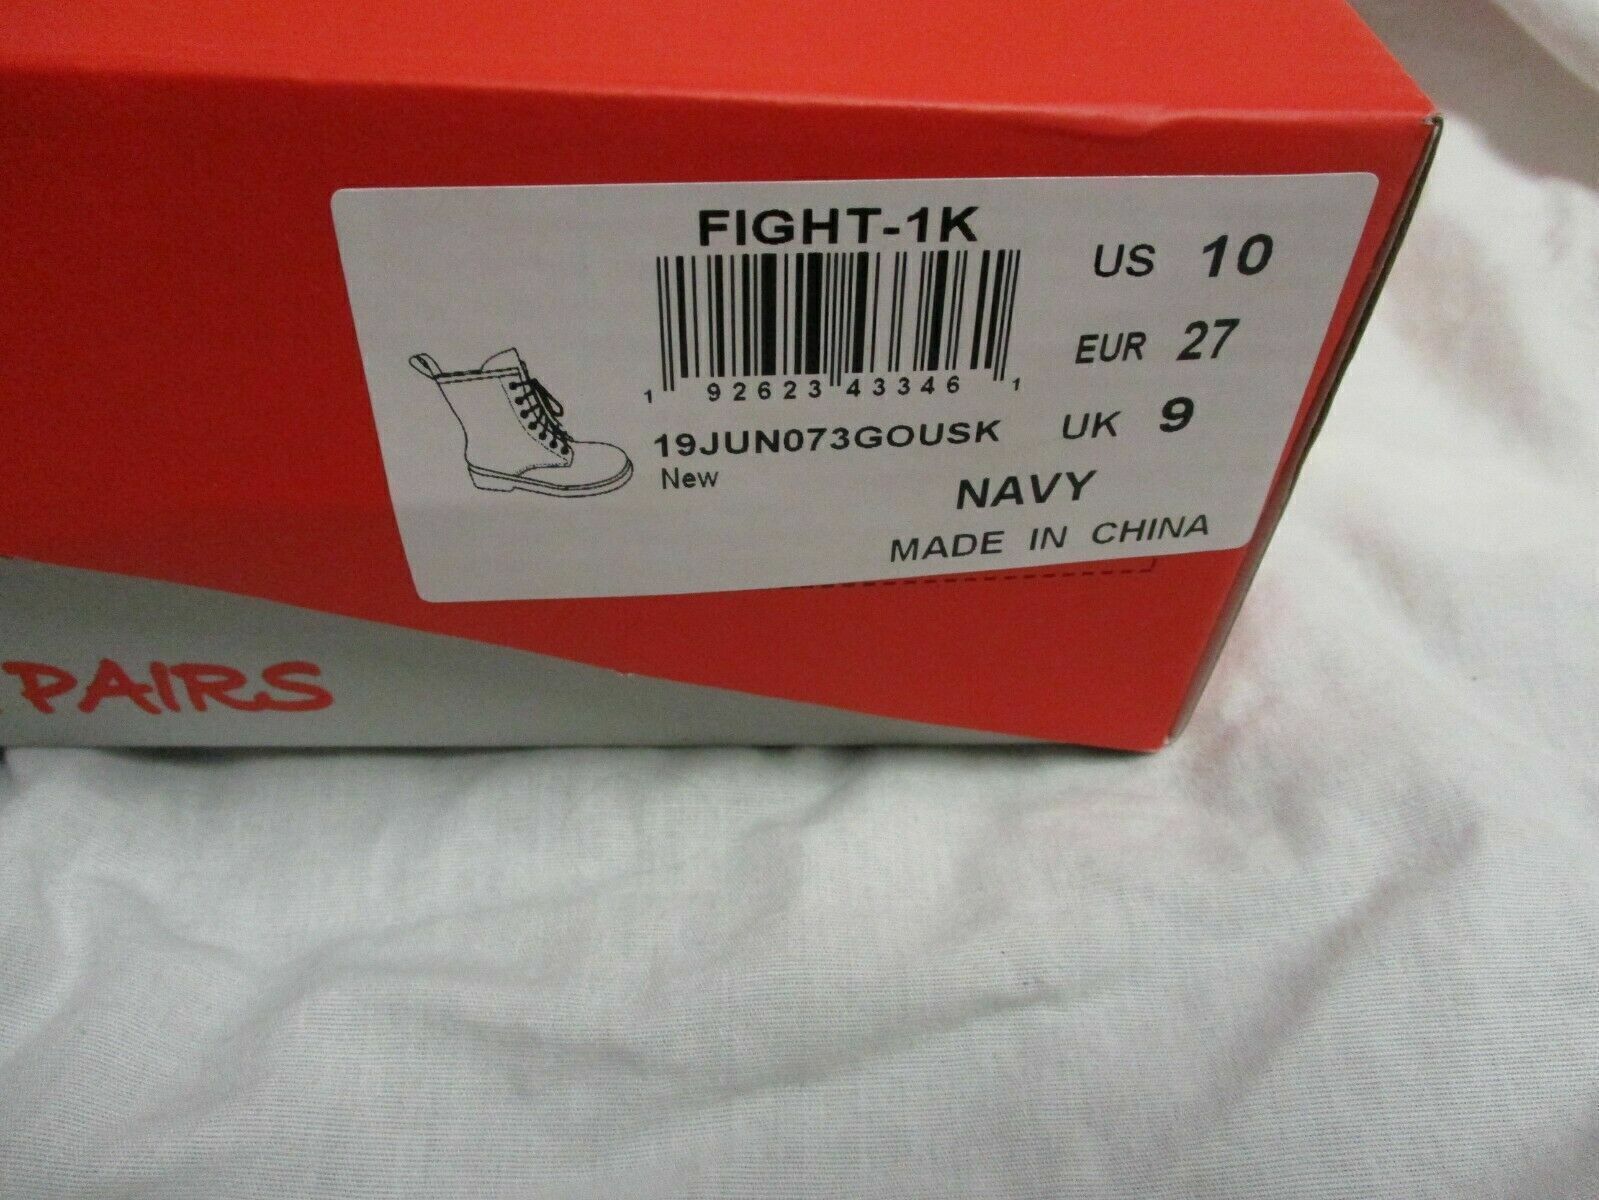 FIGHT-1K
1 92623 43346 1
19JUN073GOUSK
New
US 10
EUR 27
UK 9
NAVY
MADE IN CHINA
PAIRS